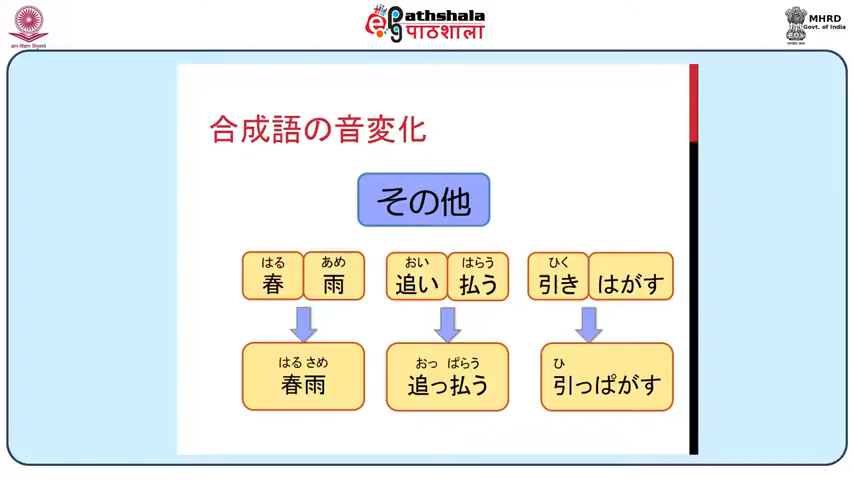 ePathshala
पाठशाला
MHRD
Govt. of India
合成語の音変化
その他
はる あめ おい はらう ひく
春 雨 追い 払う 引き はがす
はる さめ おっ ぱらう ひ
春雨 追っ払う 引っぱがす